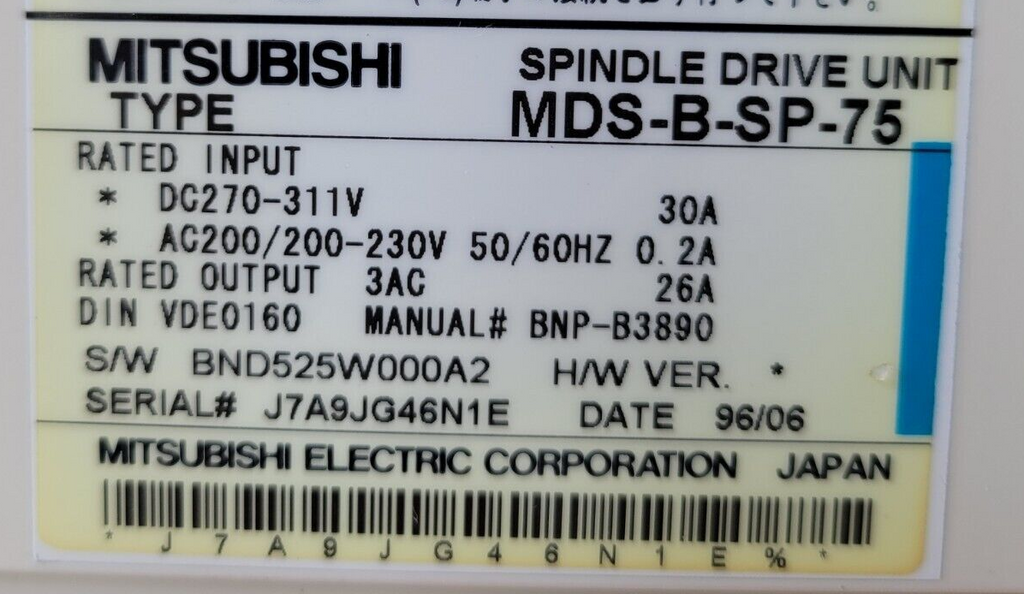 MITSUBISHI SPINDLE DRIVE UNIT
TYPE MDS-B-SP-75
RATED INPUT
* DC270-311V 30A
* AC200/200-230V 50/60HZ 0.2A
RATED OUTPUT 3AC 26A
DIN VDE0160 MANUAL# BNP-B3890
S/W BND525W000A2 H/W VER. *
SERIAL# J7A9JG46N1E DATE 96/06
MITSUBISHI ELECTRIC CORPORATION JAPAN
* J 7 A 9 J G 4 6 N 1 E % *